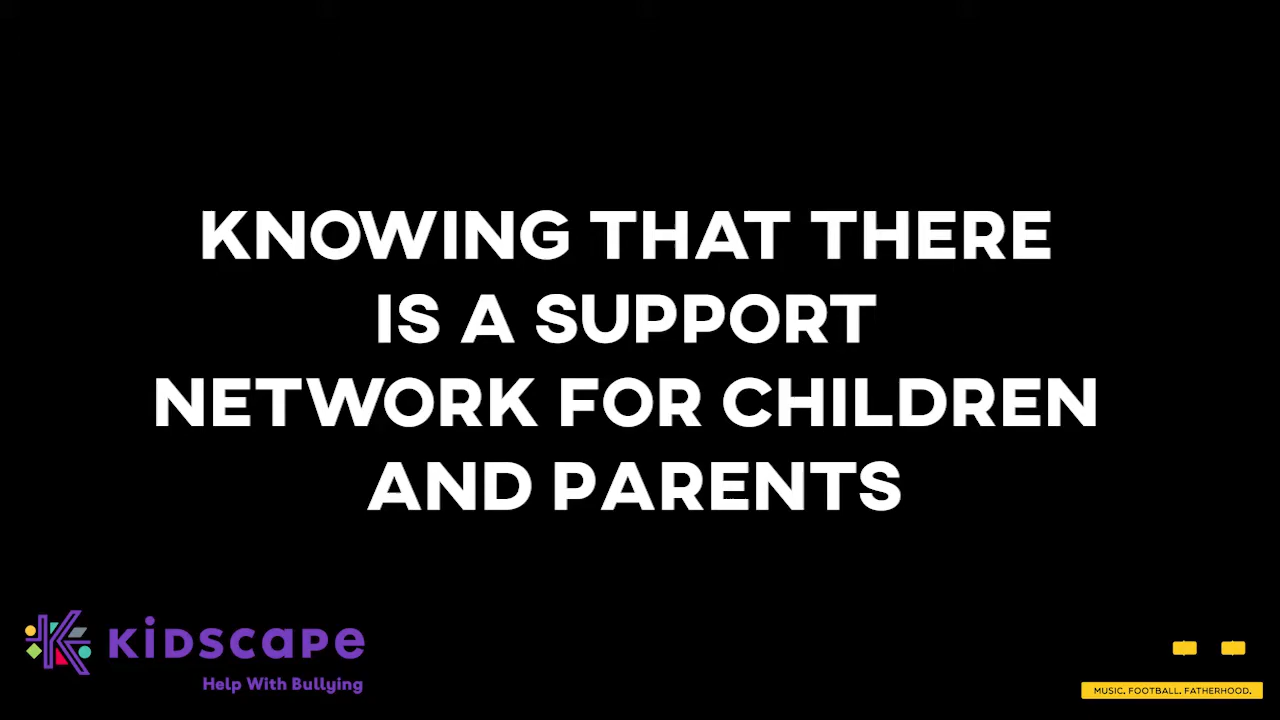 KNOWING THAT THERE
IS A SUPPORT
NETWORK FOR CHILDREN
AND PARENTS
KiDSCAPE
Help With Bullying
MUSIC. FOOTBALL. FATHERHOOD.